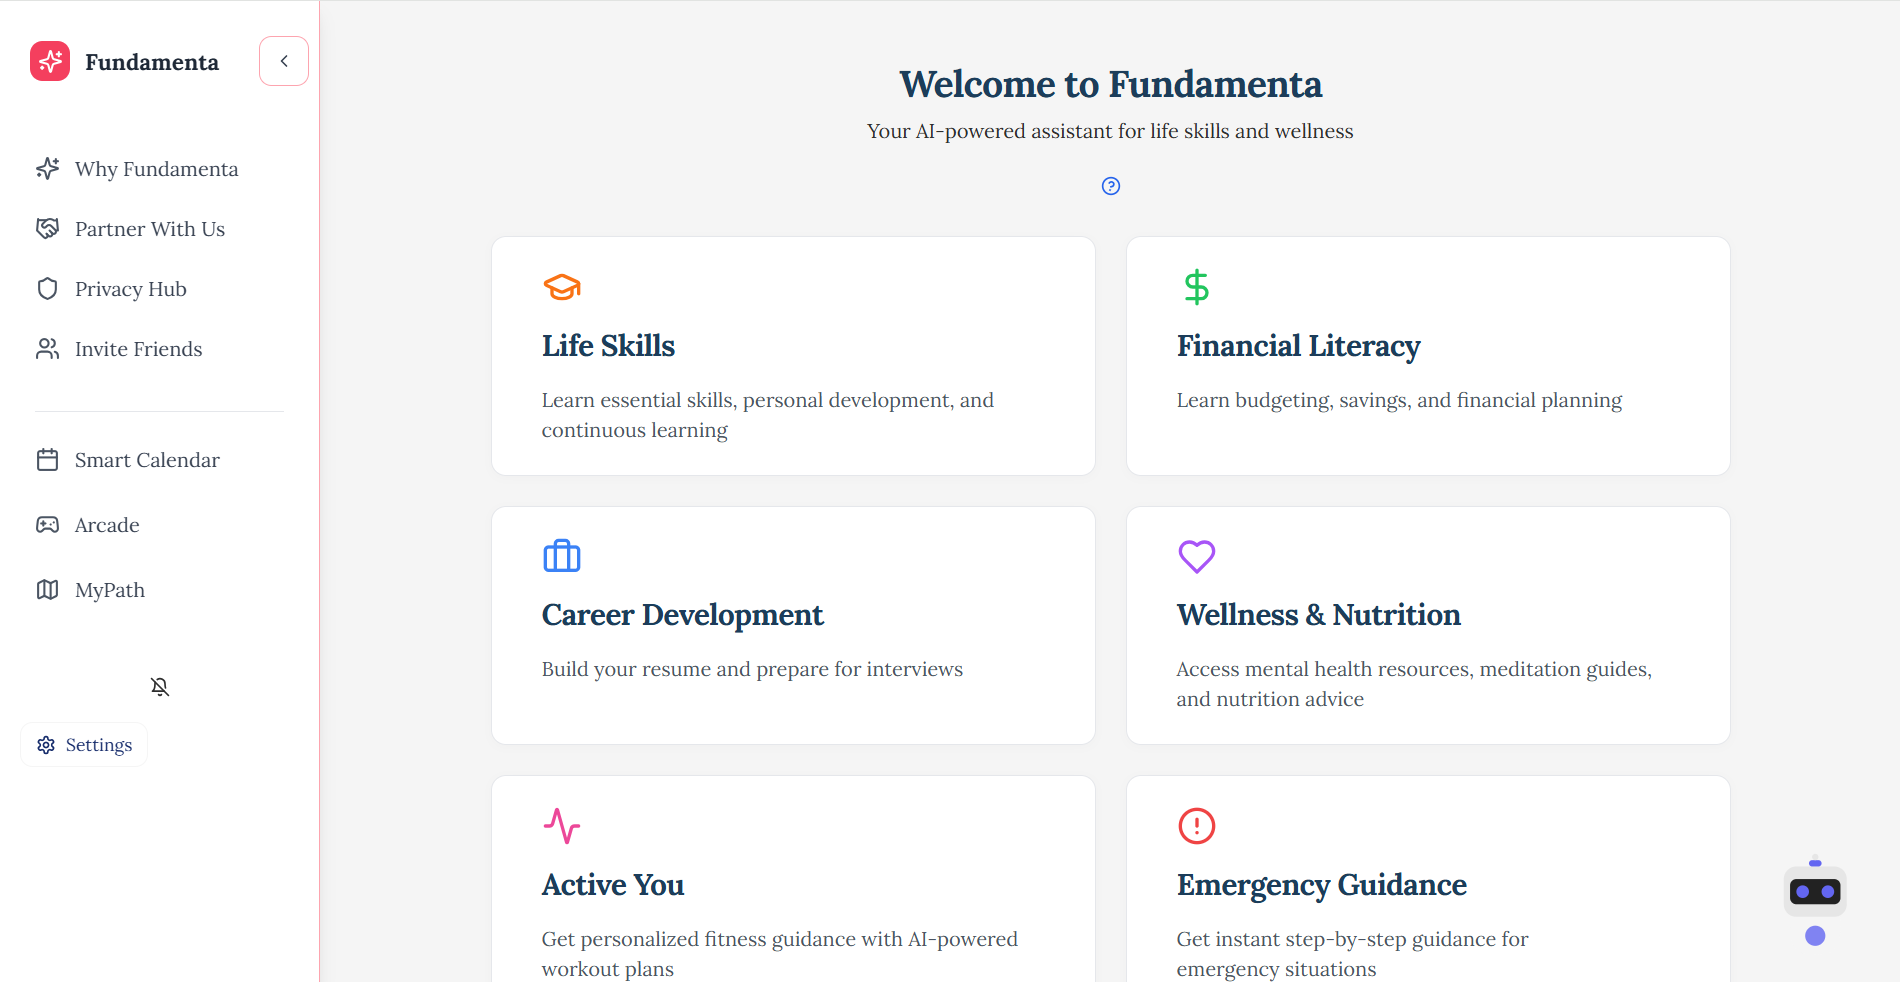 Fundamenta
Why Fundamenta
Partner With Us
Privacy Hub
Invite Friends
Smart Calendar
Arcade
MyPath
Settings
Welcome to Fundamenta
Your AI-powered assistant for life skills and wellness
Life Skills
Learn essential skills, personal development, and
continuous learning
Financial Literacy
Learn budgeting, savings, and financial planning
Career Development
Build your resume and prepare for interviews
Wellness & Nutrition
Access mental health resources, meditation guides,
and nutrition advice
Active You
Get personalized fitness guidance with AI-powered
workout plans
Emergency Guidance
Get instant step-by-step guidance for
emergency situations